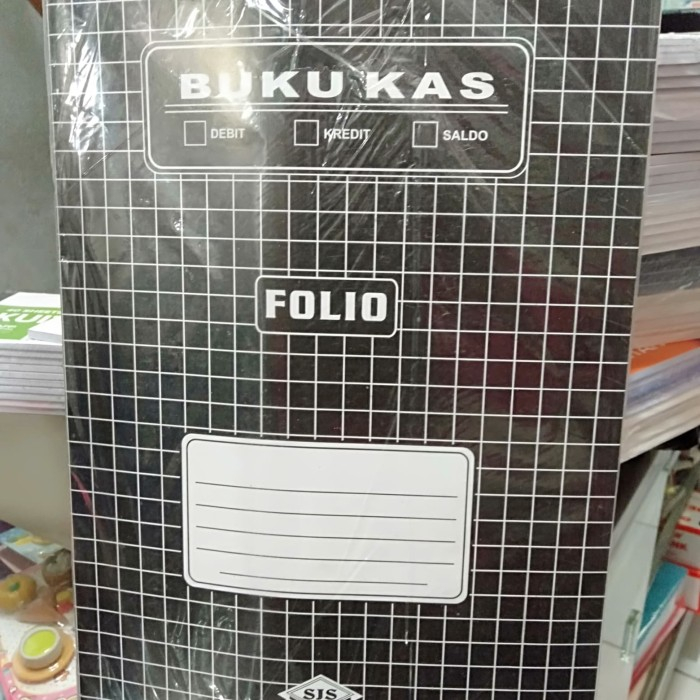 BUKU KAS
DEBIT KREDIT SALDO
FOLIO
SJS